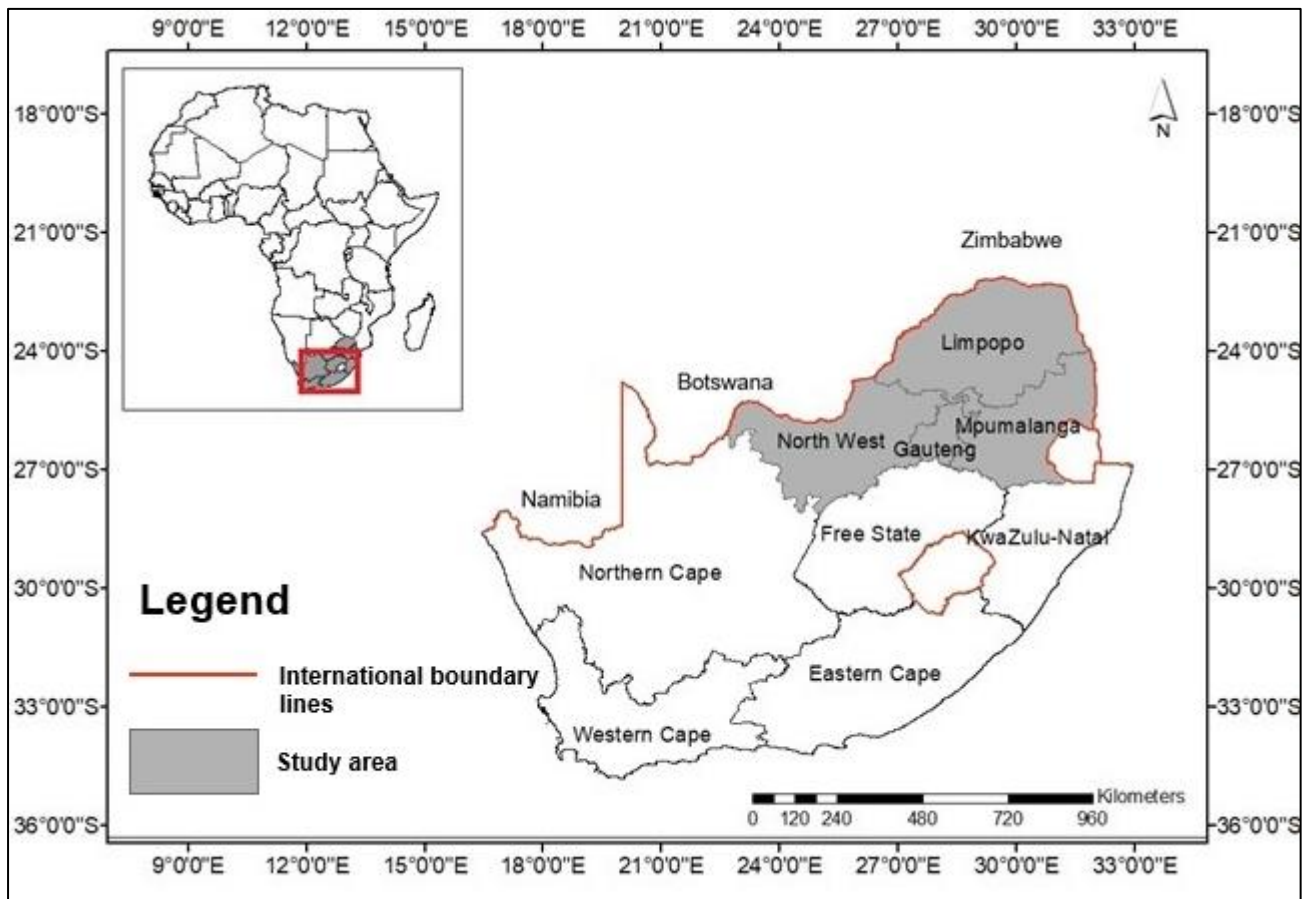 9°0'0"E 12°0'0"E 15°0'0"E 18°0'0"E 21°0'0"E 24°0'0"E 27°0'0"E 30°0'0"E 33°0'0"E
18°0'0"S 18°0'0"S
N
21°0'0"S 21°0'0"S
Zimbabwe
Limpopo
24°0'0"S 24°0'0"S
Botswana
Mpumalanga
North West
Gauteng
27°0'0"S 27°0'0"S
Namibia
Free State
KwaZulu-Natal
Northern Cape
30°0'0"S 30°0'0"S
Legend
Eastern Cape
International boundary
lines
33°0'0"S 33°0'0"S
Western Cape
Study area
Kilometers
0 120 240 480 720 960
36°0'0"S 36°0'0"S
9°0'0"E 12°0'0"E 15°0'0"E 18°0'0"E 21°0'0"E 24°0'0"E 27°0'0"E 30°0'0"E 33°0'0"E